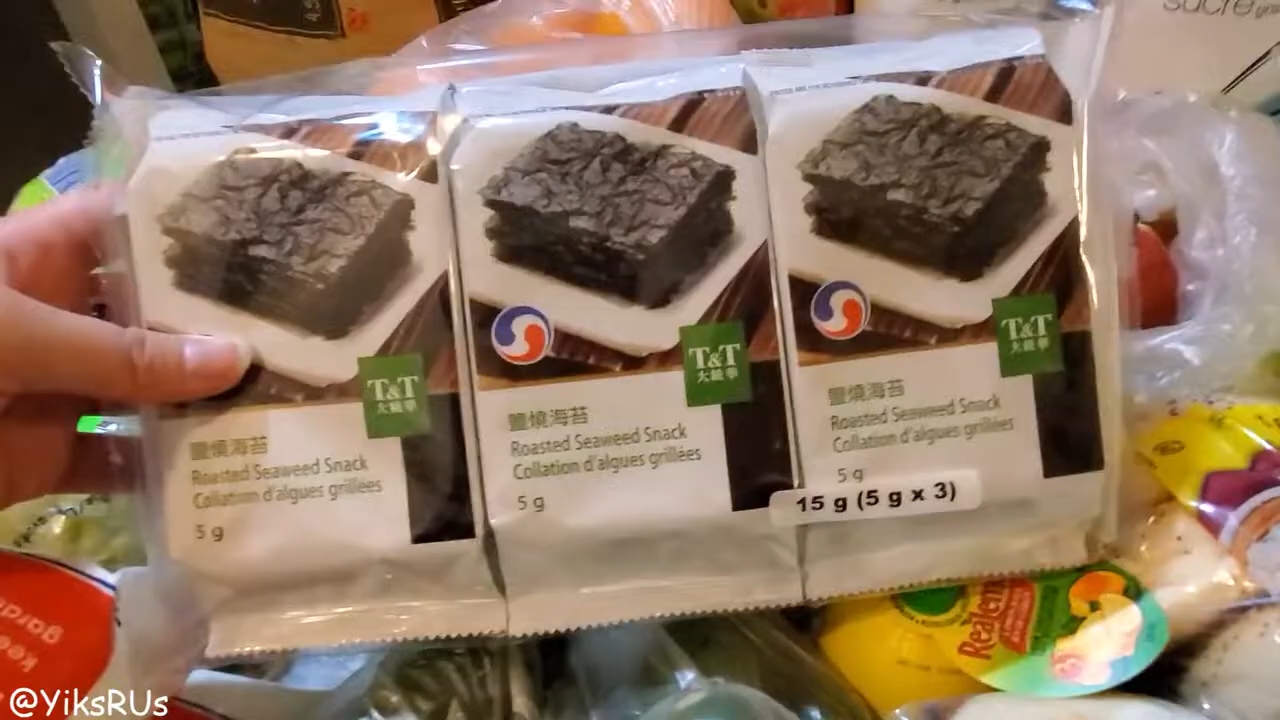 sucre
T&T
大統華
鹽燒海苔
Roasted Seaweed Snack
Collation d'algues grillées
5 g
T&T
大統華
鹽燒海苔
Roasted Seaweed Snack
Collation d'algues grillées
5 g
T&T
大統華
鹽燒海苔
Roasted Seaweed Snack
Collation d'algues grillées
5 g
15 g (5 g x 3)
ReaLemon
@YiksRUs